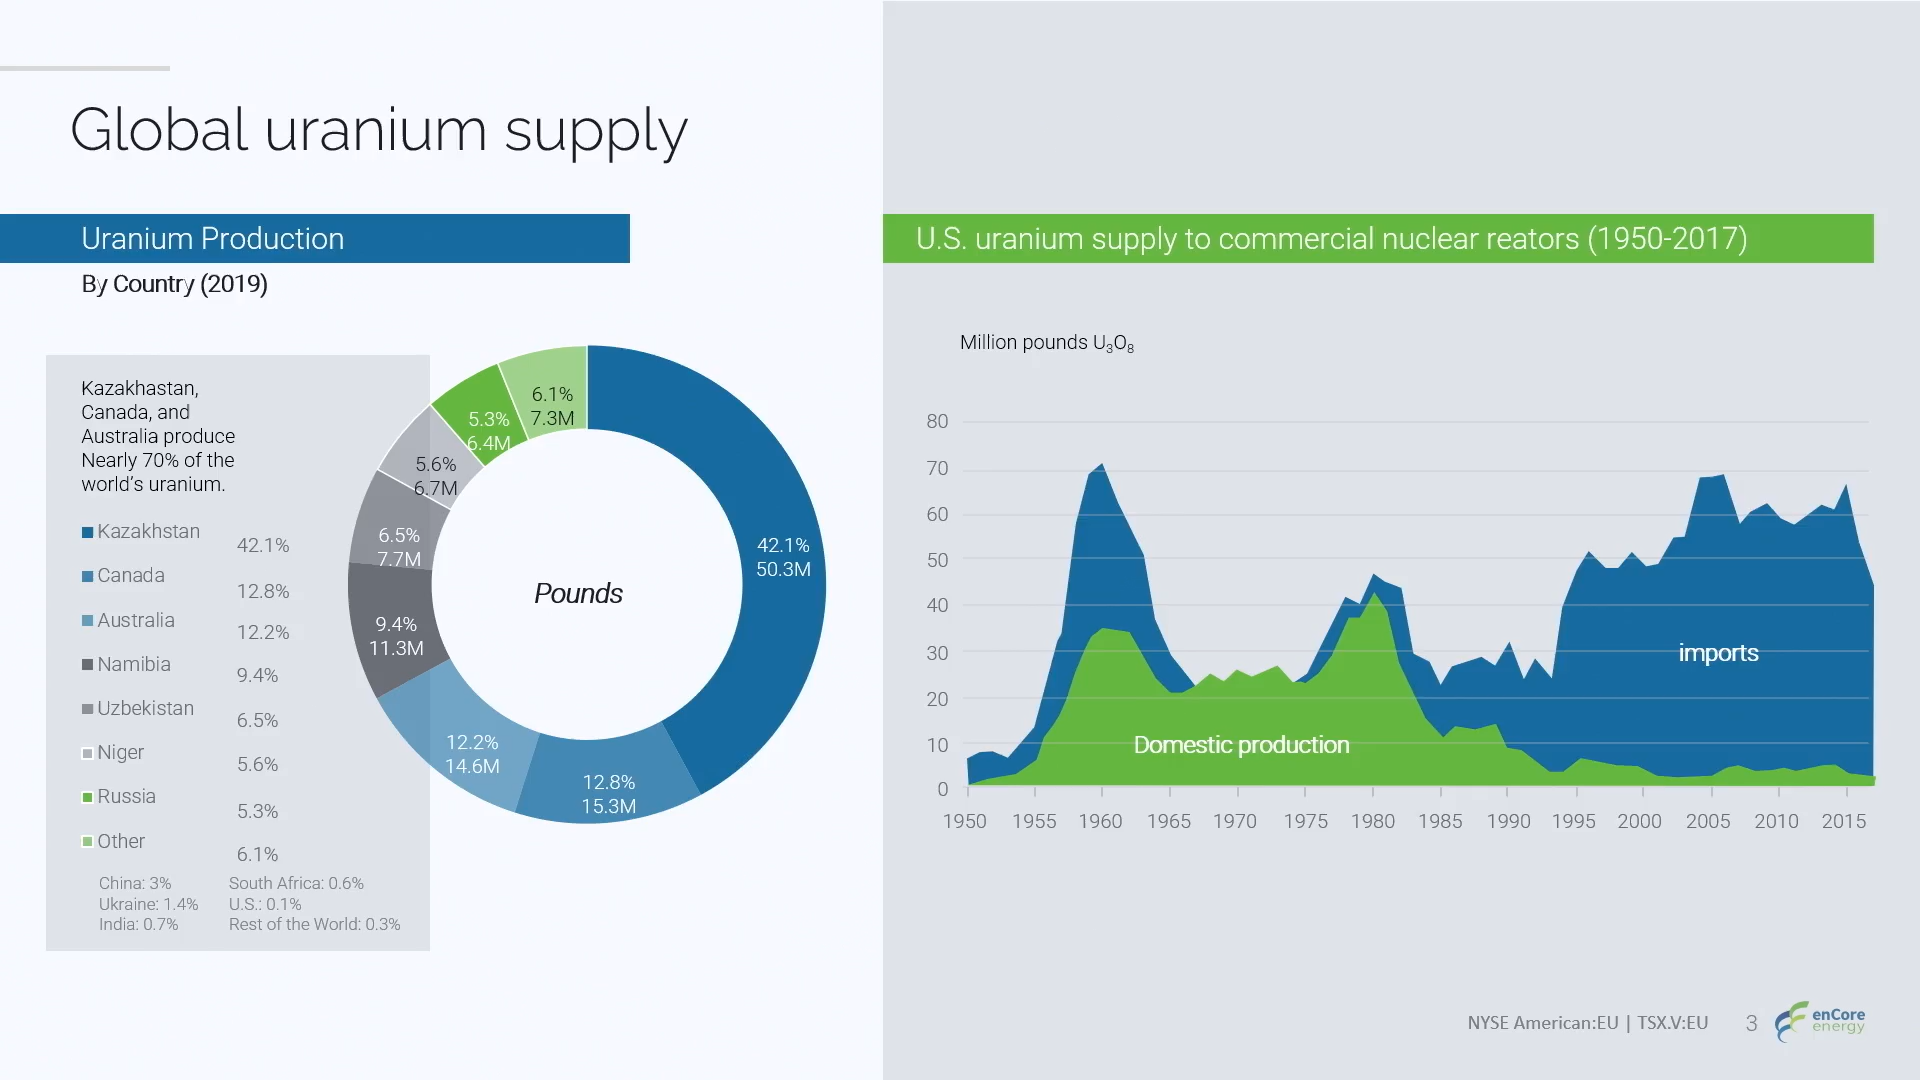 Global uranium supply
Uranium Production
By Country (2019)
Kazakhastan,
Canada, and
Australia produce
Nearly 70% of the
world's uranium.
Kazakhstan 42.1%
Canada 12.8%
Australia 12.2%
Namibia 9.4%
Uzbekistan 6.5%
Niger 5.6%
Russia 5.3%
Other 6.1%
China: 3% South Africa: 0.6%
Ukraine: 1.4% U.S.: 0.1%
India: 0.7% Rest of the World: 0.3%
6.1%
7.3M
5.3%
6.4M
5.6%
6.7M
6.5%
7.7M
9.4%
11.3M
12.2%
14.6M
12.8%
15.3M
42.1%
50.3M
Pounds
U.S. uranium supply to commercial nuclear reators (1950-2017)
Million pounds U₃O₈
80
70
60
50
40
30
20
10
0
imports
Domestic production
1950 1955 1960 1965 1970 1975 1980 1985 1990 1995 2000 2005 2010 2015
NYSE American:EU | TSX.V:EU 3
enCore
energy